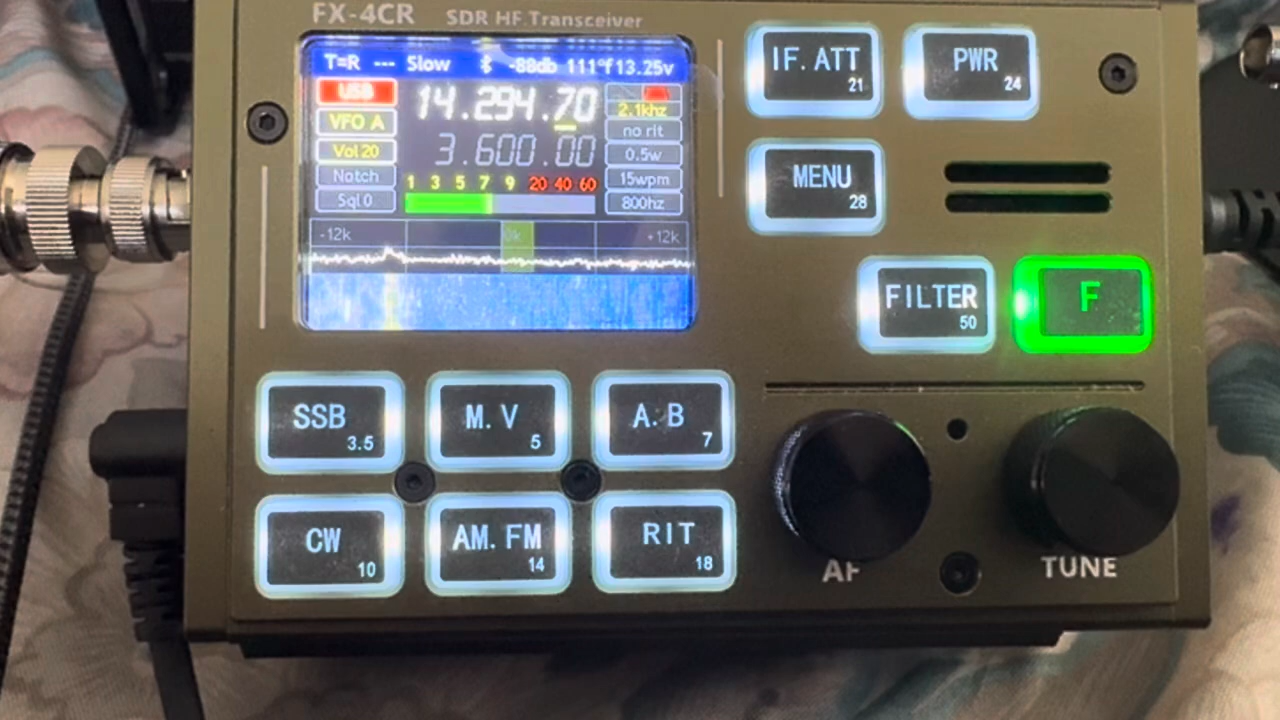 FX-4CR SDR HF Transceiver
T=R --- Slow -88db 111°f 13.25v
USB 14.294.70
VFO A 2.1khz
3.600.00 no rit
Vol 20 0.5w
Notch 1 3 5 7 9 20 40 60 15wpm
Sql 0 800hz
-12k 0k +12k
IF. ATT 21
PWR 24
MENU 28
FILTER 50
F
SSB 3.5
M. V 5
A. B 7
CW 10
AM. FM 14
RIT 18
AF
TUNE